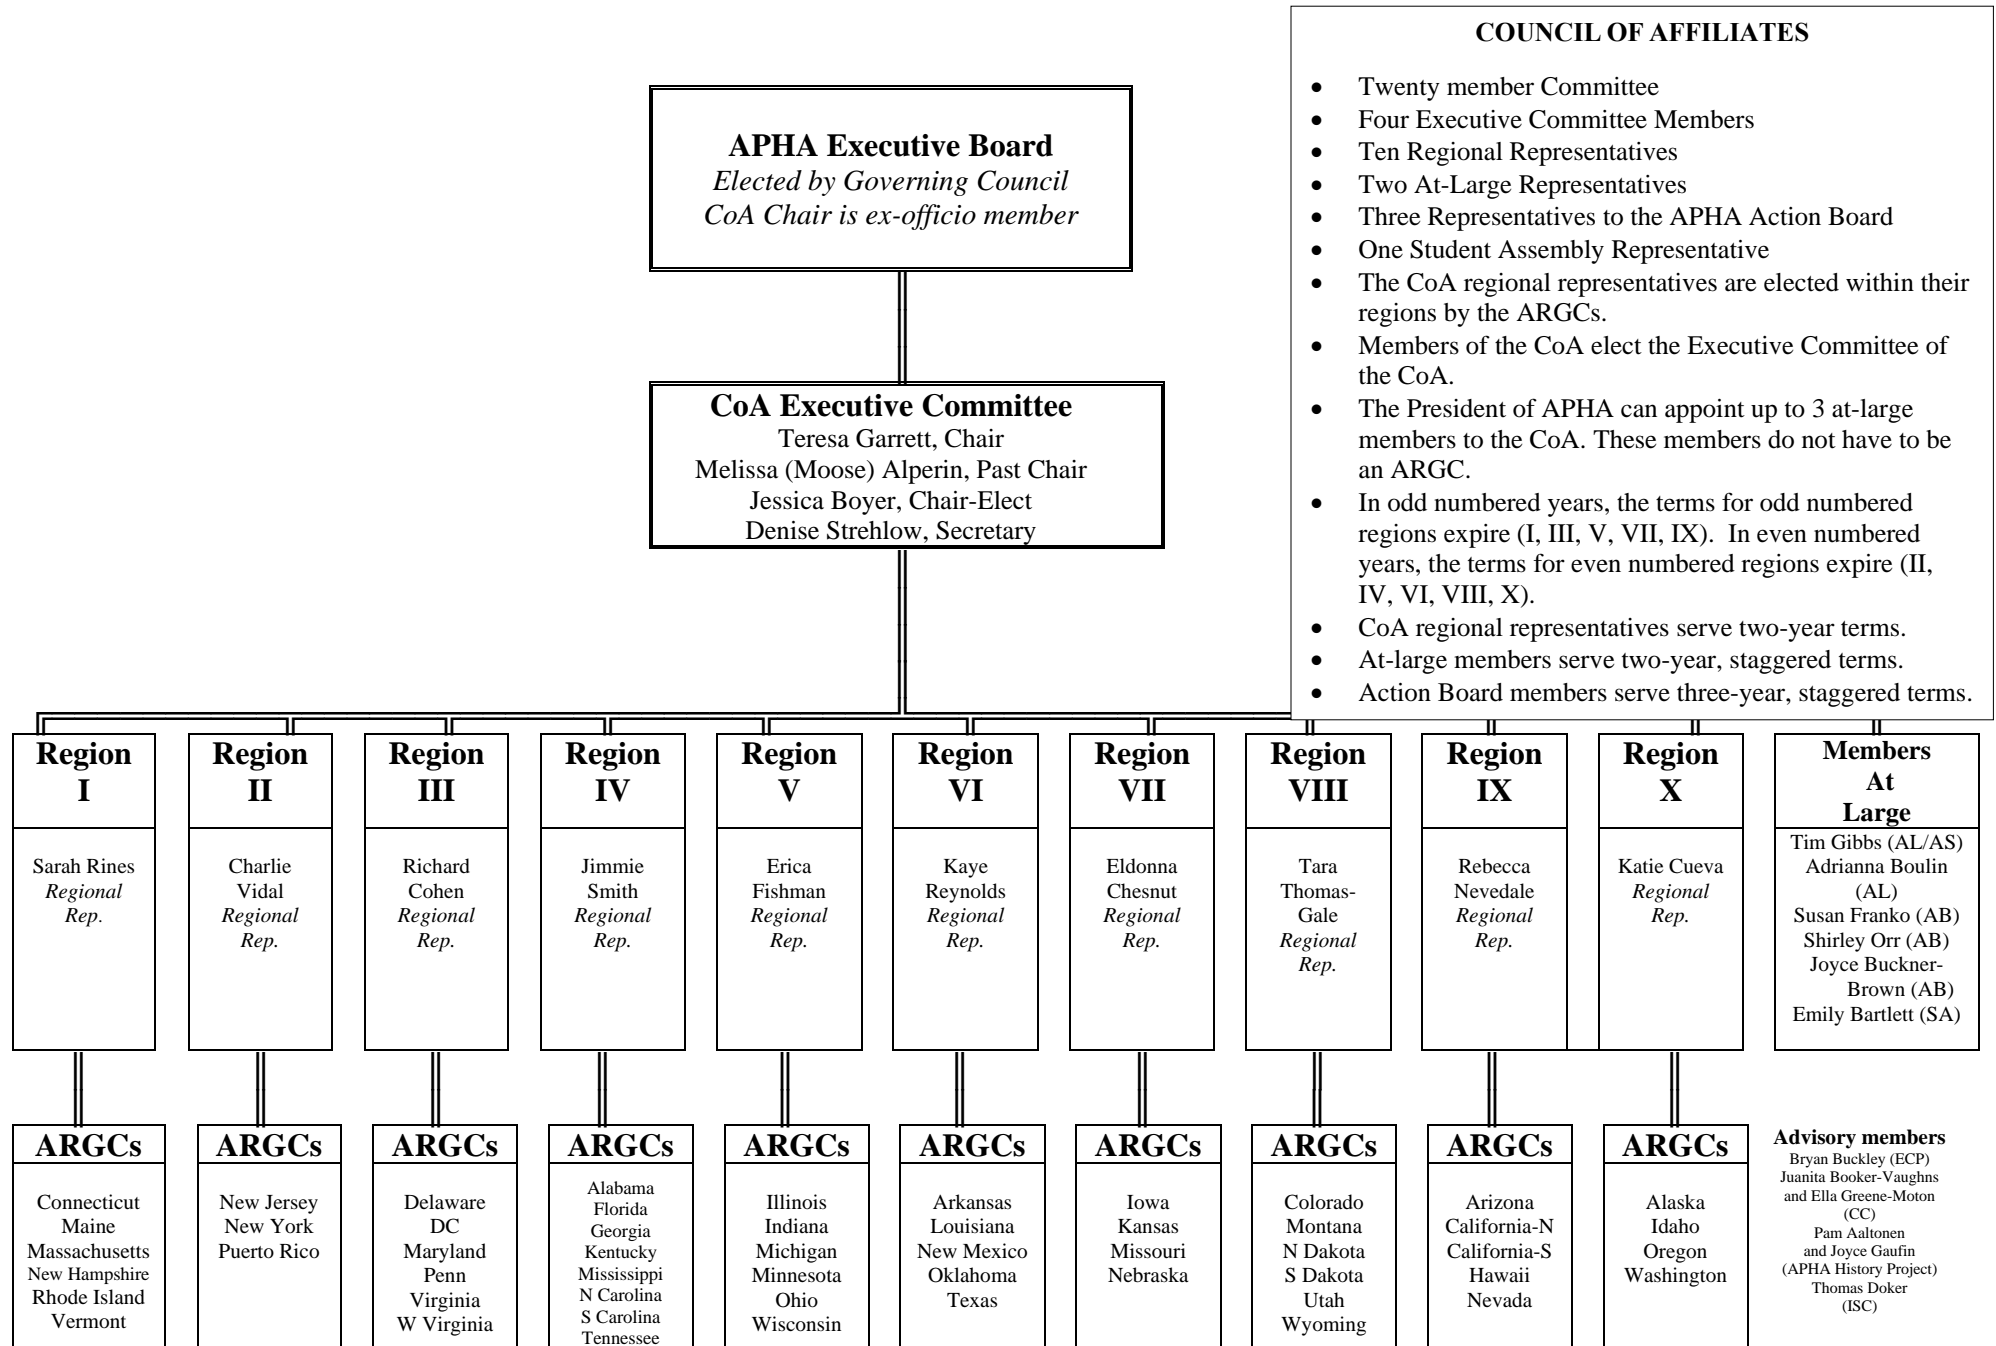 COUNCIL OF AFFILIATES
• Twenty member Committee
• Four Executive Committee Members
• Ten Regional Representatives
• Two At-Large Representatives
• Three Representatives to the APHA Action Board
• One Student Assembly Representative
• The CoA regional representatives are elected within their
regions by the ARGCs.
• Members of the CoA elect the Executive Committee of
the CoA.
• The President of APHA can appoint up to 3 at-large
members to the CoA. These members do not have to be
an ARGC.
• In odd numbered years, the terms for odd numbered
regions expire (I, III, V, VII, IX).  In even numbered
years, the terms for even numbered regions expire (II,
IV, VI, VIII, X).
• CoA regional representatives serve two-year terms.
• At-large members serve two-year, staggered terms.
• Action Board members serve three-year, staggered terms.
APHA Executive Board
Elected by Governing Council
CoA Chair is ex-officio member
CoA Executive Committee
Teresa Garrett, Chair
Melissa (Moose) Alperin, Past Chair
Jessica Boyer, Chair-Elect
Denise Strehlow, Secretary
Region
I
Sarah Rines
Regional
Rep.
Region
II
Charlie
Vidal
Regional
Rep.
Region
III
Richard
Cohen
Regional
Rep.
Region
IV
Jimmie
Smith
Regional
Rep.
Region
V
Erica
Fishman
Regional
Rep.
Region
VI
Kaye
Reynolds
Regional
Rep.
Region
VII
Eldonna
Chesnut
Regional
Rep.
Region
VIII
Tara
Thomas-
Gale
Regional
Rep.
Region
IX
Rebecca
Nevedale
Regional
Rep.
Region
X
Katie Cueva
Regional
Rep.
Members
At
Large
Tim Gibbs (AL/AS)
Adrianna Boulin
(AL)
Susan Franko (AB)
Shirley Orr (AB)
Joyce Buckner-
Brown (AB)
Emily Bartlett (SA)
ARGCs
Connecticut
Maine
Massachusetts
New Hampshire
Rhode Island
Vermont
ARGCs
New Jersey
New York
Puerto Rico
ARGCs
Delaware
DC
Maryland
Penn
Virginia
W Virginia
ARGCs
Alabama
Florida
Georgia
Kentucky
Mississippi
N Carolina
S Carolina
Tennessee
ARGCs
Illinois
Indiana
Michigan
Minnesota
Ohio
Wisconsin
ARGCs
Arkansas
Louisiana
New Mexico
Oklahoma
Texas
ARGCs
Iowa
Kansas
Missouri
Nebraska
ARGCs
Colorado
Montana
N Dakota
S Dakota
Utah
Wyoming
ARGCs
Arizona
California-N
California-S
Hawaii
Nevada
ARGCs
Alaska
Idaho
Oregon
Washington
Advisory members
Bryan Buckley (ECP)
Juanita Booker-Vaughns
and Ella Greene-Moton
(CC)
Pam Aaltonen
and Joyce Gaufin
(APHA History Project)
Thomas Doker
(ISC)